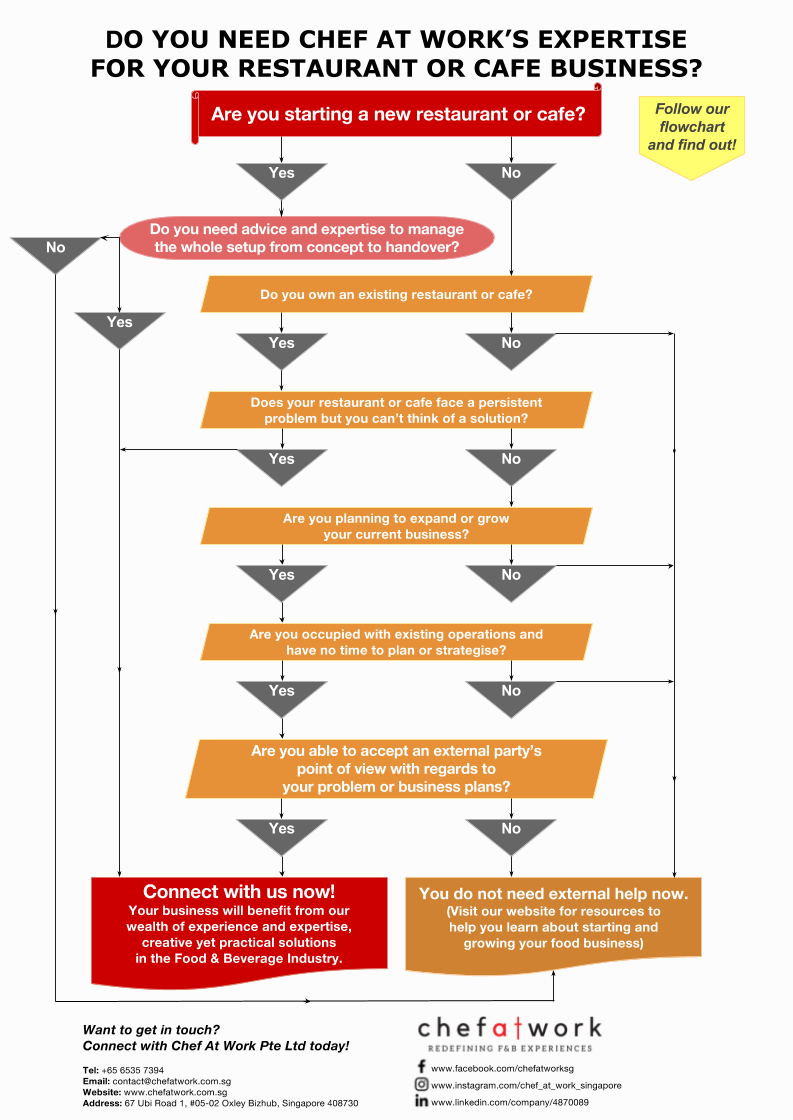 DO YOU NEED CHEF AT WORK'S EXPERTISE
FOR YOUR RESTAURANT OR CAFE BUSINESS?
Are you starting a new restaurant or cafe?
Follow our
flowchart
and find out!
Yes
No
Do you need advice and expertise to manage
the whole setup from concept to handover?
No
Yes
Do you own an existing restaurant or cafe?
Yes
No
Does your restaurant or cafe face a persistent
problem but you can't think of a solution?
Yes
No
Are you planning to expand or grow
your current business?
Yes
No
Are you occupied with existing operations and
have no time to plan or strategise?
Yes
No
Are you able to accept an external party's
point of view with regards to
your problem or business plans?
Yes
No
Connect with us now!
Your business will benefit from our
wealth of experience and expertise,
creative yet practical solutions
in the Food & Beverage Industry.
You do not need external help now.
(Visit our website for resources to
help you learn about starting and
growing your food business)
Want to get in touch?
Connect with Chef At Work Pte Ltd today!
Tel: +65 6535 7394
Email: contact@chefatwork.com.sg
Website: www.chefatwork.com.sg
Address: 67 Ubi Road 1, #05-02 Oxley Bizhub, Singapore 408730
chefatwork
REDEFINING F&B EXPERIENCES
www.facebook.com/chefatworksg
www.instagram.com/chef_at_work_singapore
www.linkedin.com/company/4870089